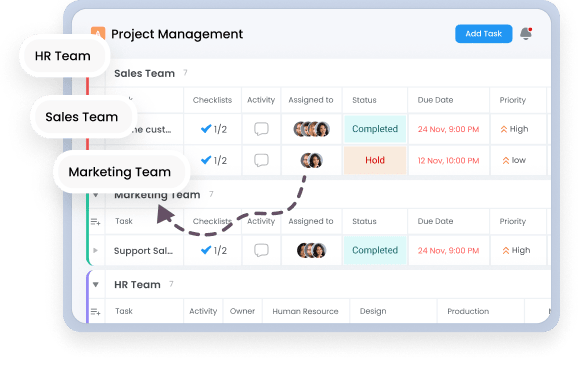 Project Management
Add Task
HR Team
Sales Team 7
Checklists Activity Assigned to Status Due Date Priority
Sales Team
1/2 Completed 24 Nov, 9:00 PM High
1/2 Hold 12 Nov, 10:00 PM low
Marketing Team
Marketing Team 7
Task Checklists Activity Assigned to Status Due Date Priority
Support Sal... 1/2 Completed 24 Nov, 9:00 PM High
HR Team 7
Task Activity Owner Human Resource Design Production